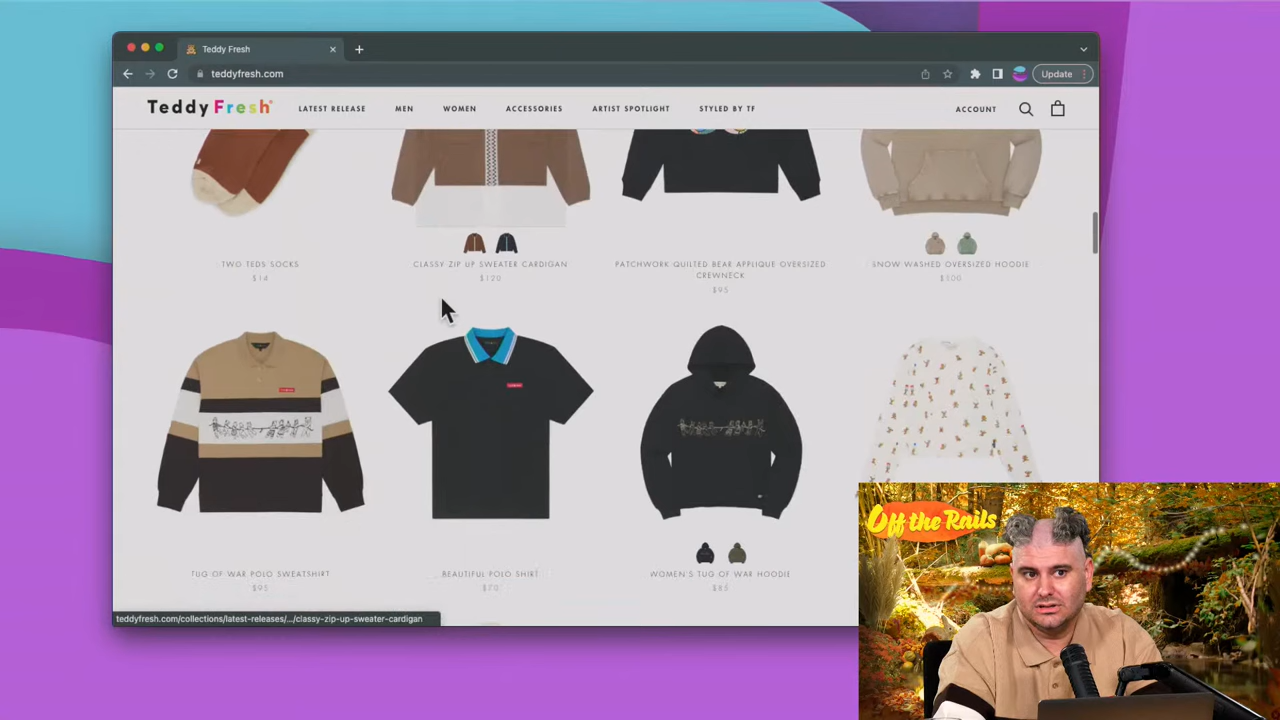 Teddy Fresh
teddyfresh.com
Update
Teddy Fresh
LATEST RELEASE
MEN
WOMEN
ACCESSORIES
ARTIST SPOTLIGHT
STYLED BY TF
ACCOUNT
TWO TEDS SOCKS
$14
CLASSY ZIP UP SWEATER CARDIGAN
$120
PATCHWORK QUILTED BEAR APPLIQUE OVERSIZED
CREWNECK
$95
SNOW WASHED OVERSIZED HOODIE
$100
TUG OF WAR POLO SWEATSHIRT
$95
BEAUTIFUL POLO SHIRT
$70
WOMEN'S TUG OF WAR HOODIE
$85
teddyfresh.com/collections/latest-releases/.../classy-zip-up-sweater-cardigan
Off the Rails